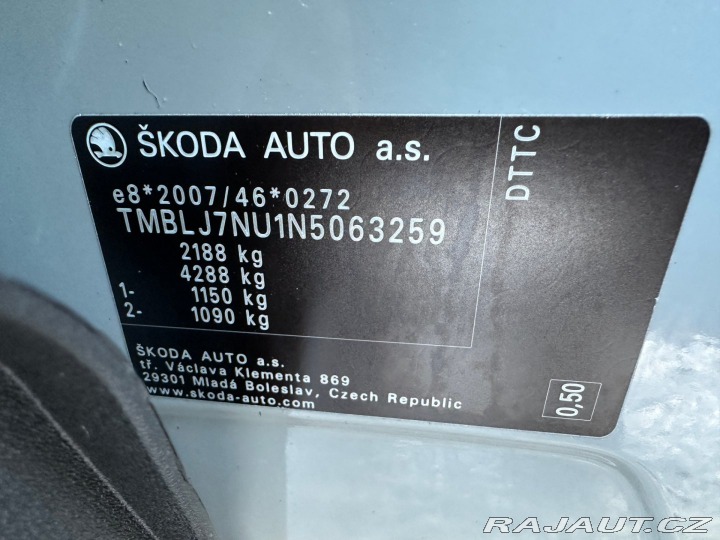 ŠKODA AUTO a.s.
e8*2007/46*0272
TMBLJ7NU1N5063259
2188 kg
4288 kg
1- 1150 kg
2- 1090 kg
ŠKODA AUTO a.s.
tř. Václava Klementa 869
29301 Mladá Boleslav, Czech Republic
www.skoda-auto.com
DTTC
0,50
RAJAUT.CZ